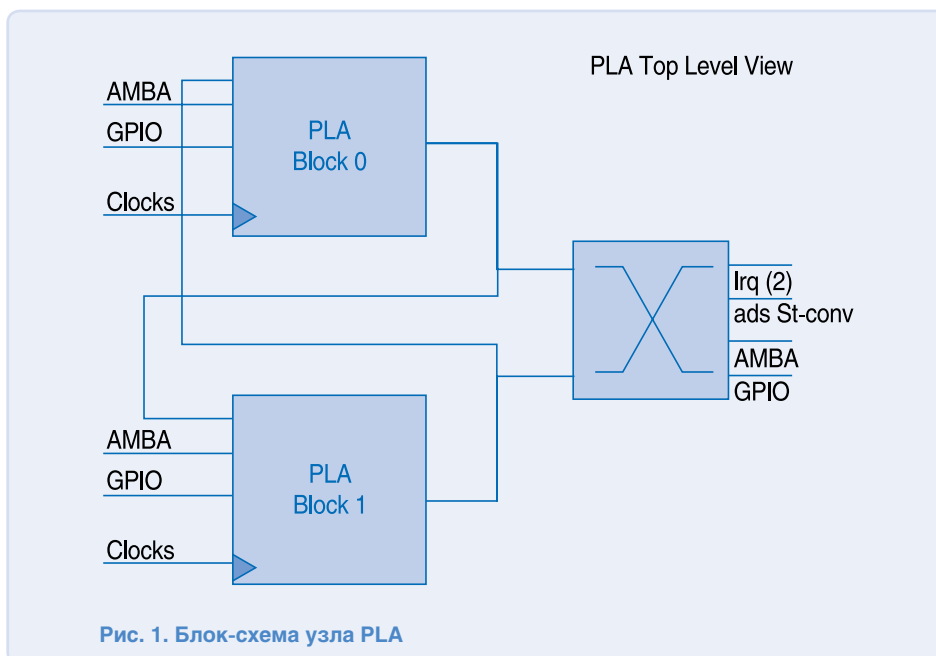 PLA Top Level View
AMBA
GPIO
Clocks
PLA
Block 0
Irq (2)
ads St-conv
AMBA
GPIO
AMBA
GPIO
Clocks
PLA
Block 1
Рис. 1. Блок-схема узла PLA